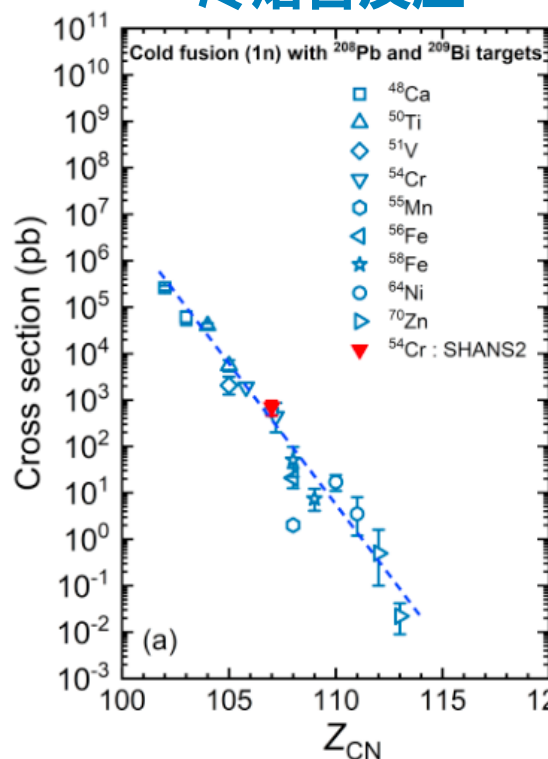 Cold fusion (1n) with ²⁰⁸Pb and ²⁰⁹Bi targets
⁴⁸Ca
⁵⁰Ti
⁵¹V
⁵⁴Cr
⁵⁵Mn
⁵⁶Fe
⁵⁸Fe
⁶⁴Ni
⁷⁰Zn
⁵⁴Cr : SHANS2
Cross section (pb)
10¹¹
10¹⁰
10⁹
10⁸
10⁷
10⁶
10⁵
10⁴
10³
10²
10¹
10⁰
10⁻¹
10⁻²
10⁻³
(a)
100 105 110 115
Z_CN